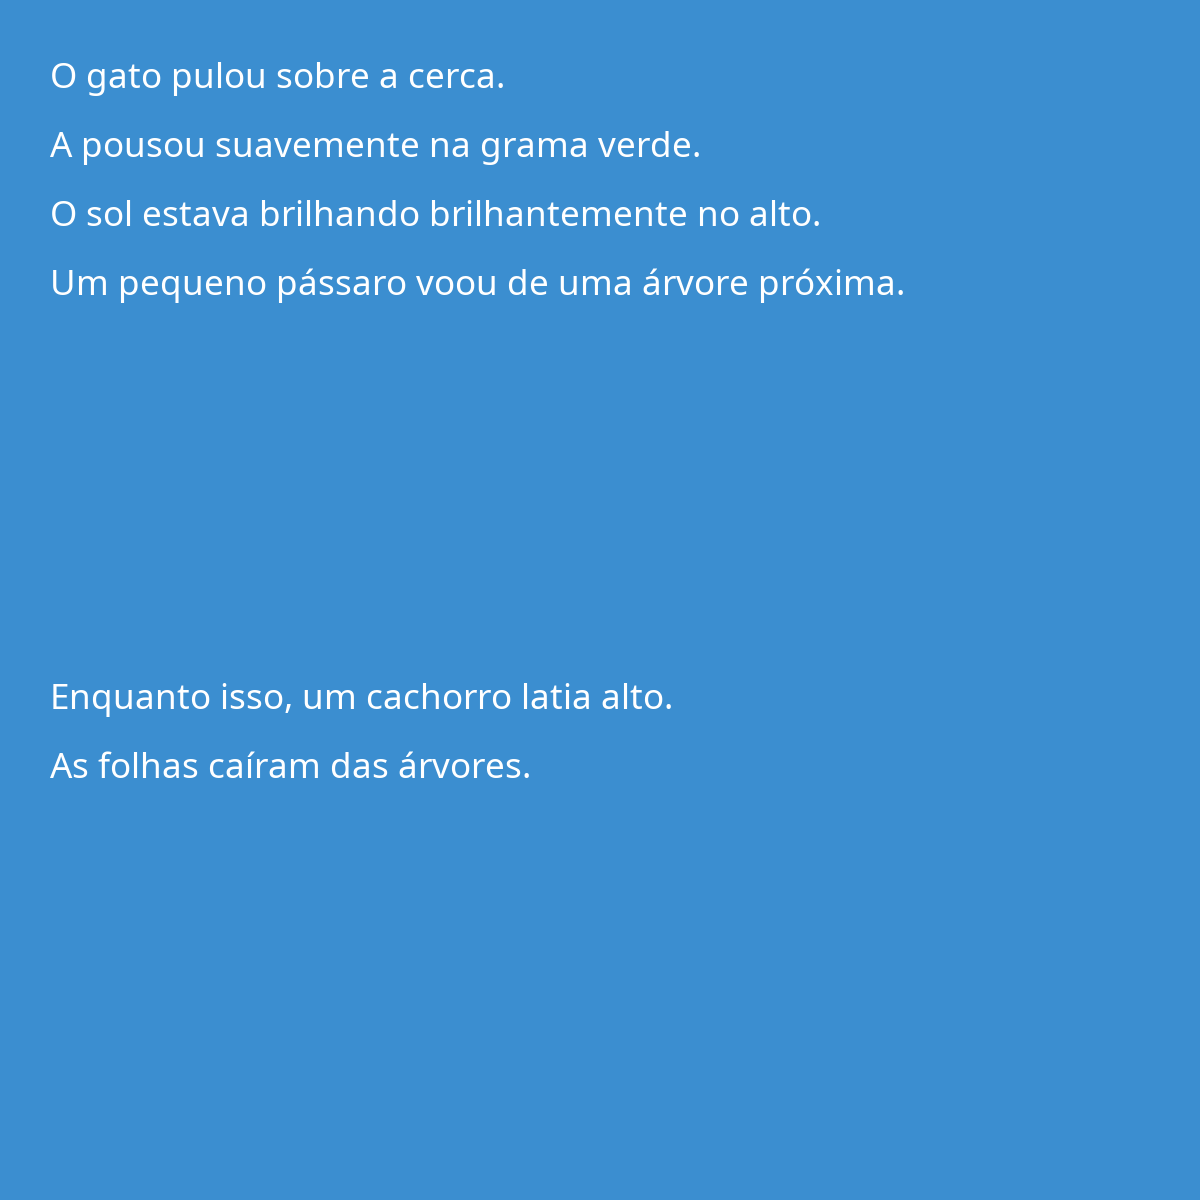 O gato pulou sobre a cerca.
A pousou suavemente na grama verde.
O sol estava brilhando brilhantemente no alto.
Um pequeno pássaro voou de uma árvore próxima.
Enquanto isso, um cachorro latia alto.
As folhas caíram das árvores.